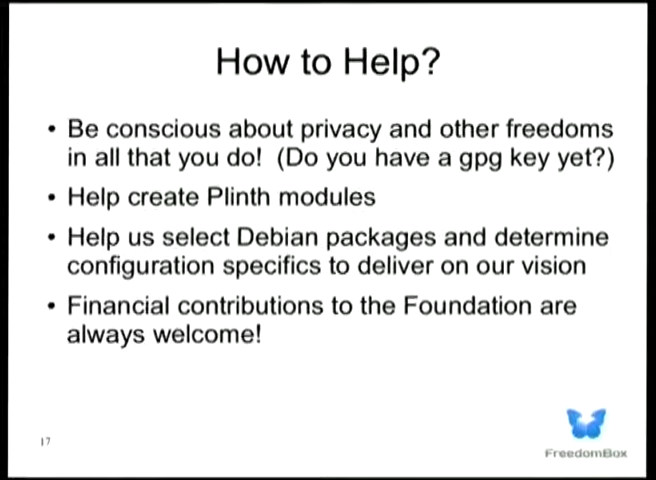 How to Help?
• Be conscious about privacy and other freedoms
in all that you do!  (Do you have a gpg key yet?)
• Help create Plinth modules
• Help us select Debian packages and determine
configuration specifics to deliver on our vision
• Financial contributions to the Foundation are
always welcome!
17
FreedomBox